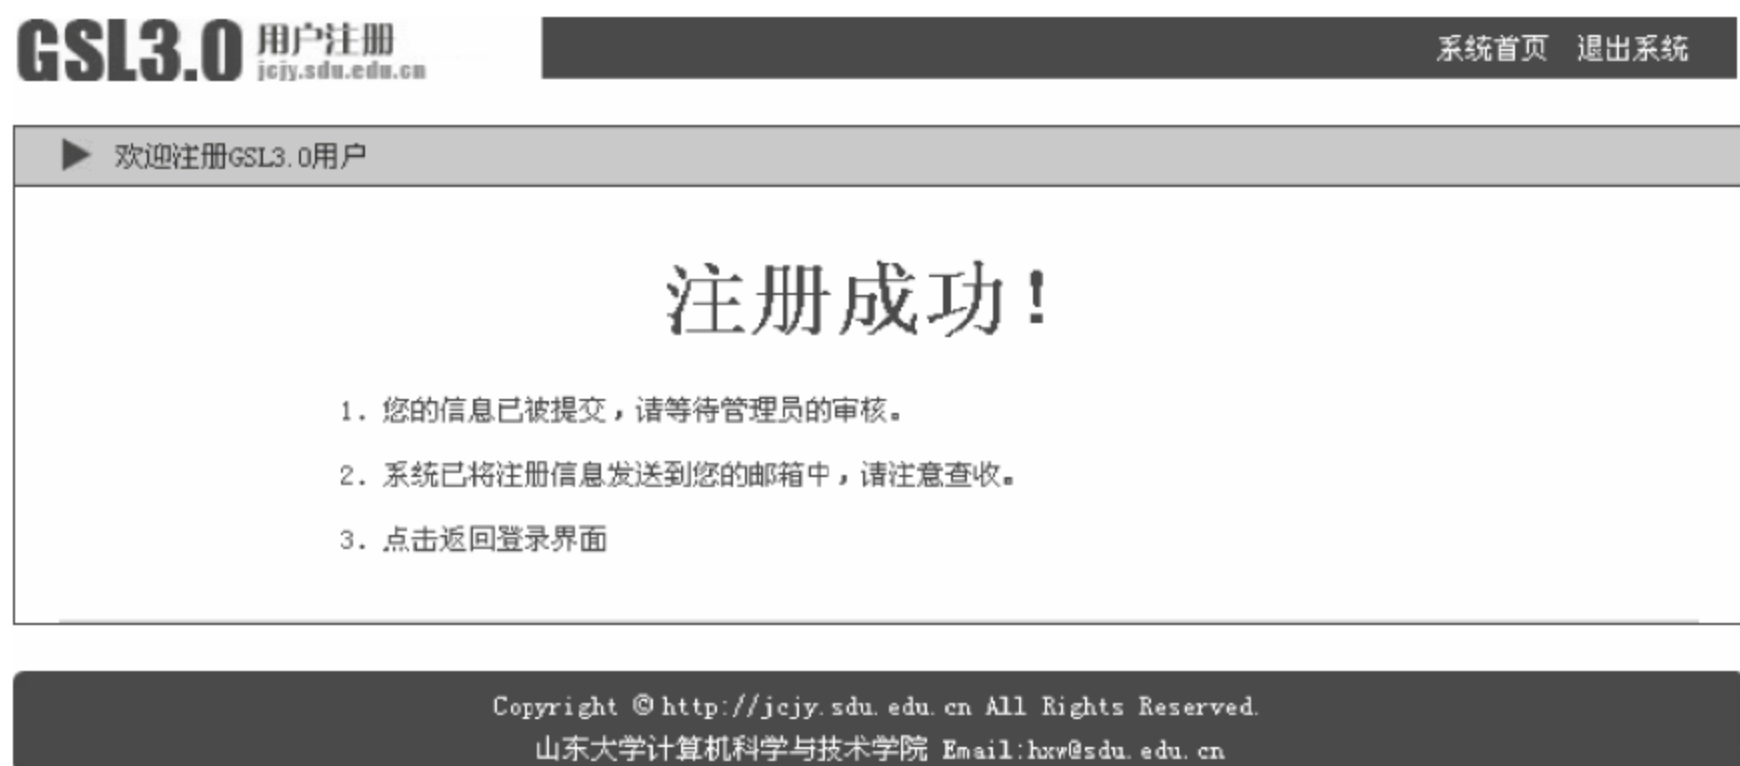 GSL3.0 用户注册
jcjy.sdu.edu.cn
系统首页 退出系统
欢迎注册GSL3.0用户
注册成功!
1. 您的信息已被提交,请等待管理员的审核。
2. 系统已将注册信息发送到您的邮箱中,请注意查收。
3. 点击返回登录界面
Copyright ©http://jcjy.sdu.edu.cn All Rights Reserved.
山东大学计算机科学与技术学院 Email:hxw@sdu.edu.cn